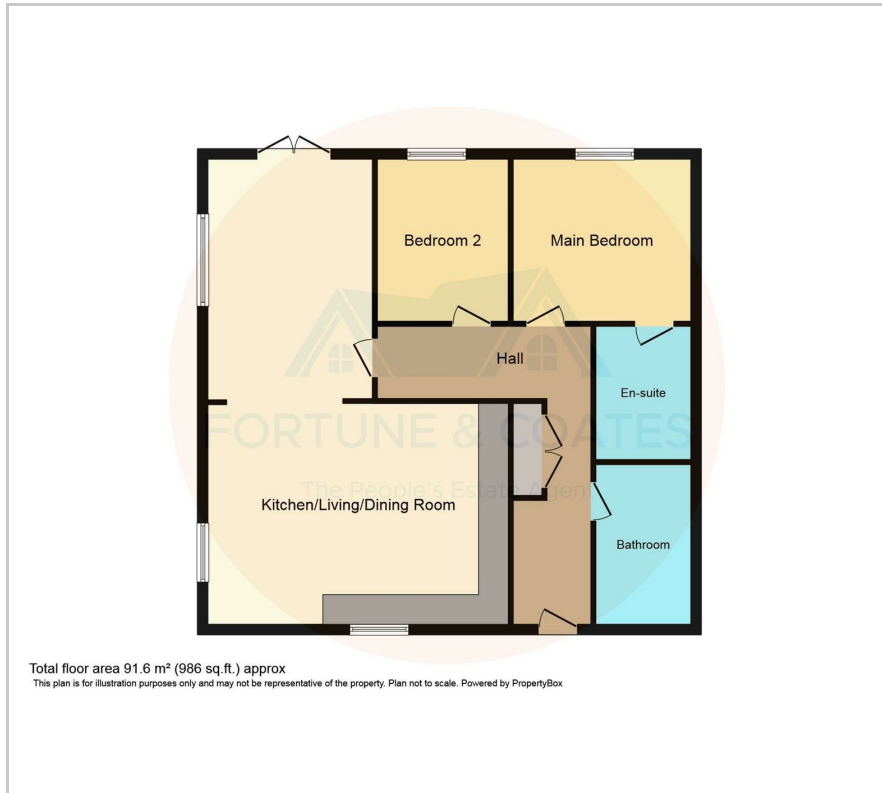 Bedroom 2
Main Bedroom
Hall
En-suite
FORTUNE & COATES
The People's Estate Agent
Kitchen/Living/Dining Room
Bathroom
Total floor area 91.6 m² (986 sq.ft.) approx
This plan is for illustration purposes only and may not be representative of the property. Plan not to scale. Powered by PropertyBox